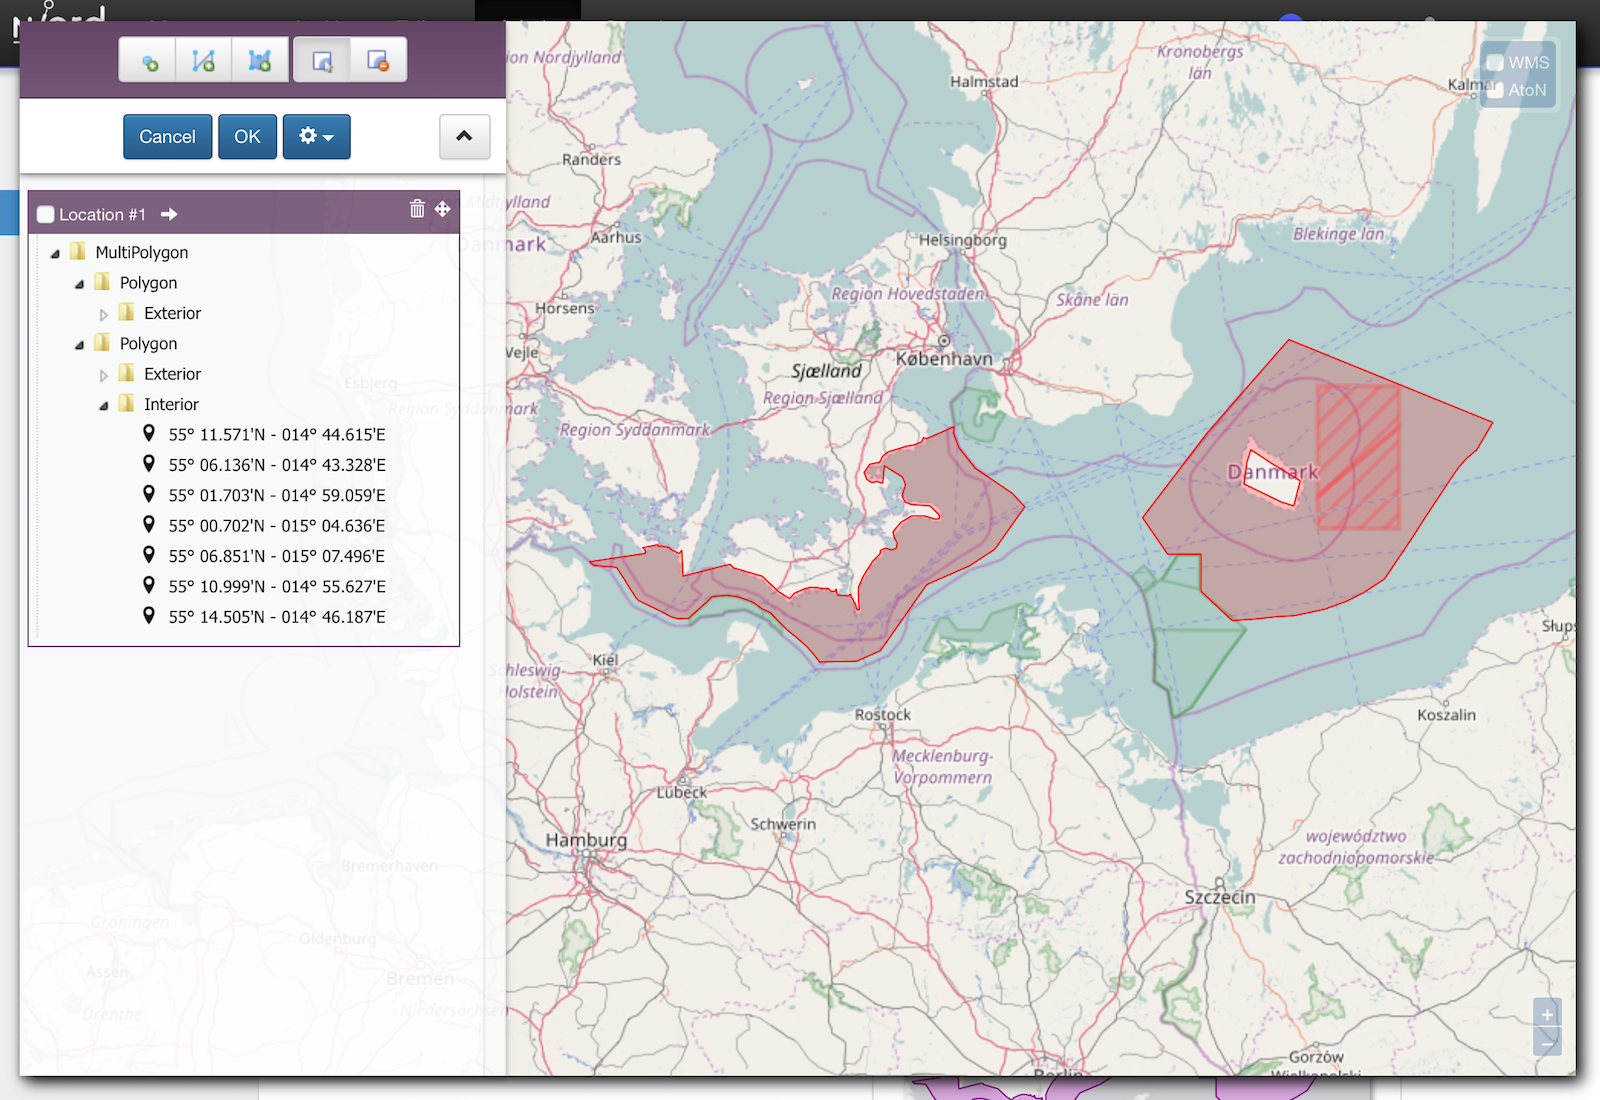 Cancel
OK
Location #1
MultiPolygon
Polygon
Exterior
Polygon
Exterior
Interior
55° 11.571'N - 014° 44.615'E
55° 06.136'N - 014° 43.328'E
55° 01.703'N - 014° 59.059'E
55° 00.702'N - 015° 04.636'E
55° 06.851'N - 015° 07.496'E
55° 10.999'N - 014° 55.627'E
55° 14.505'N - 014° 46.187'E
Esbjerg
Region Syddanmark
Bremerhaven
Groningen
Oldenburg
Assen
Bremen
Drenthe
Niedersachsen
WMS
AtoN
ion Nordjylland
Halmstad
Kronobergs
län
Kalmar
Randers
Midtjylland
Danmark
Aarhus
Helsingborg
Blekinge län
Region Hovedstaden
Skåne län
Horsens
Vejle
København
Sjælland
Region Sjælland
Region Syddanmark
Danmark
Kiel
Schleswig-
Holstein
Słups
Rostock
Koszalin
Mecklenburg-
Vorpommern
Lübeck
Schwerin
Hamburg
województwo
zachodniopomorskie
Szczecin
Gorzów
Wielkopolski
Berlin